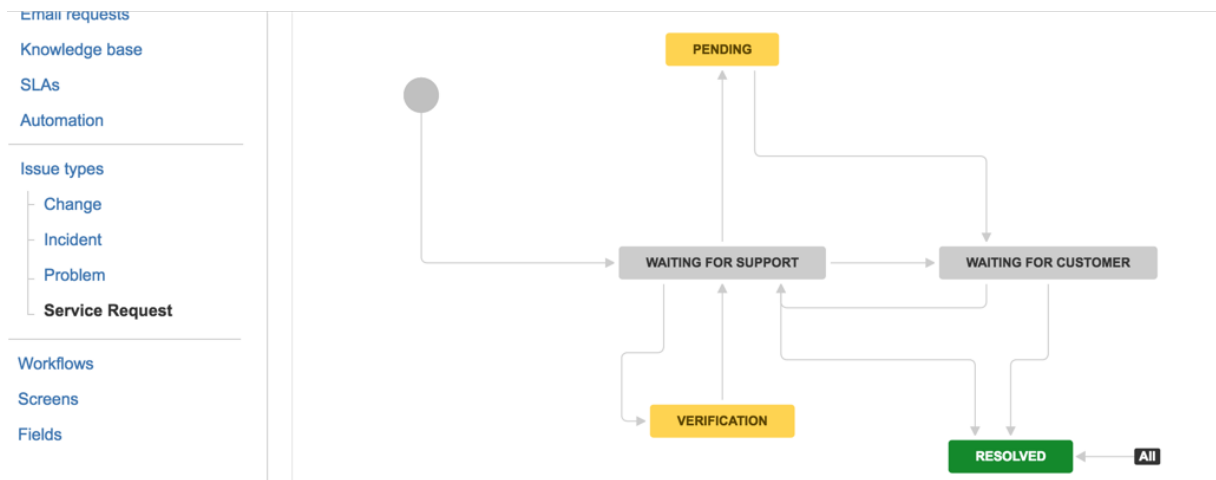 Email requests
Knowledge base
SLAs
Automation
Issue types
Change
Incident
Problem
Service Request
Workflows
Screens
Fields
PENDING
WAITING FOR SUPPORT
WAITING FOR CUSTOMER
VERIFICATION
RESOLVED
All